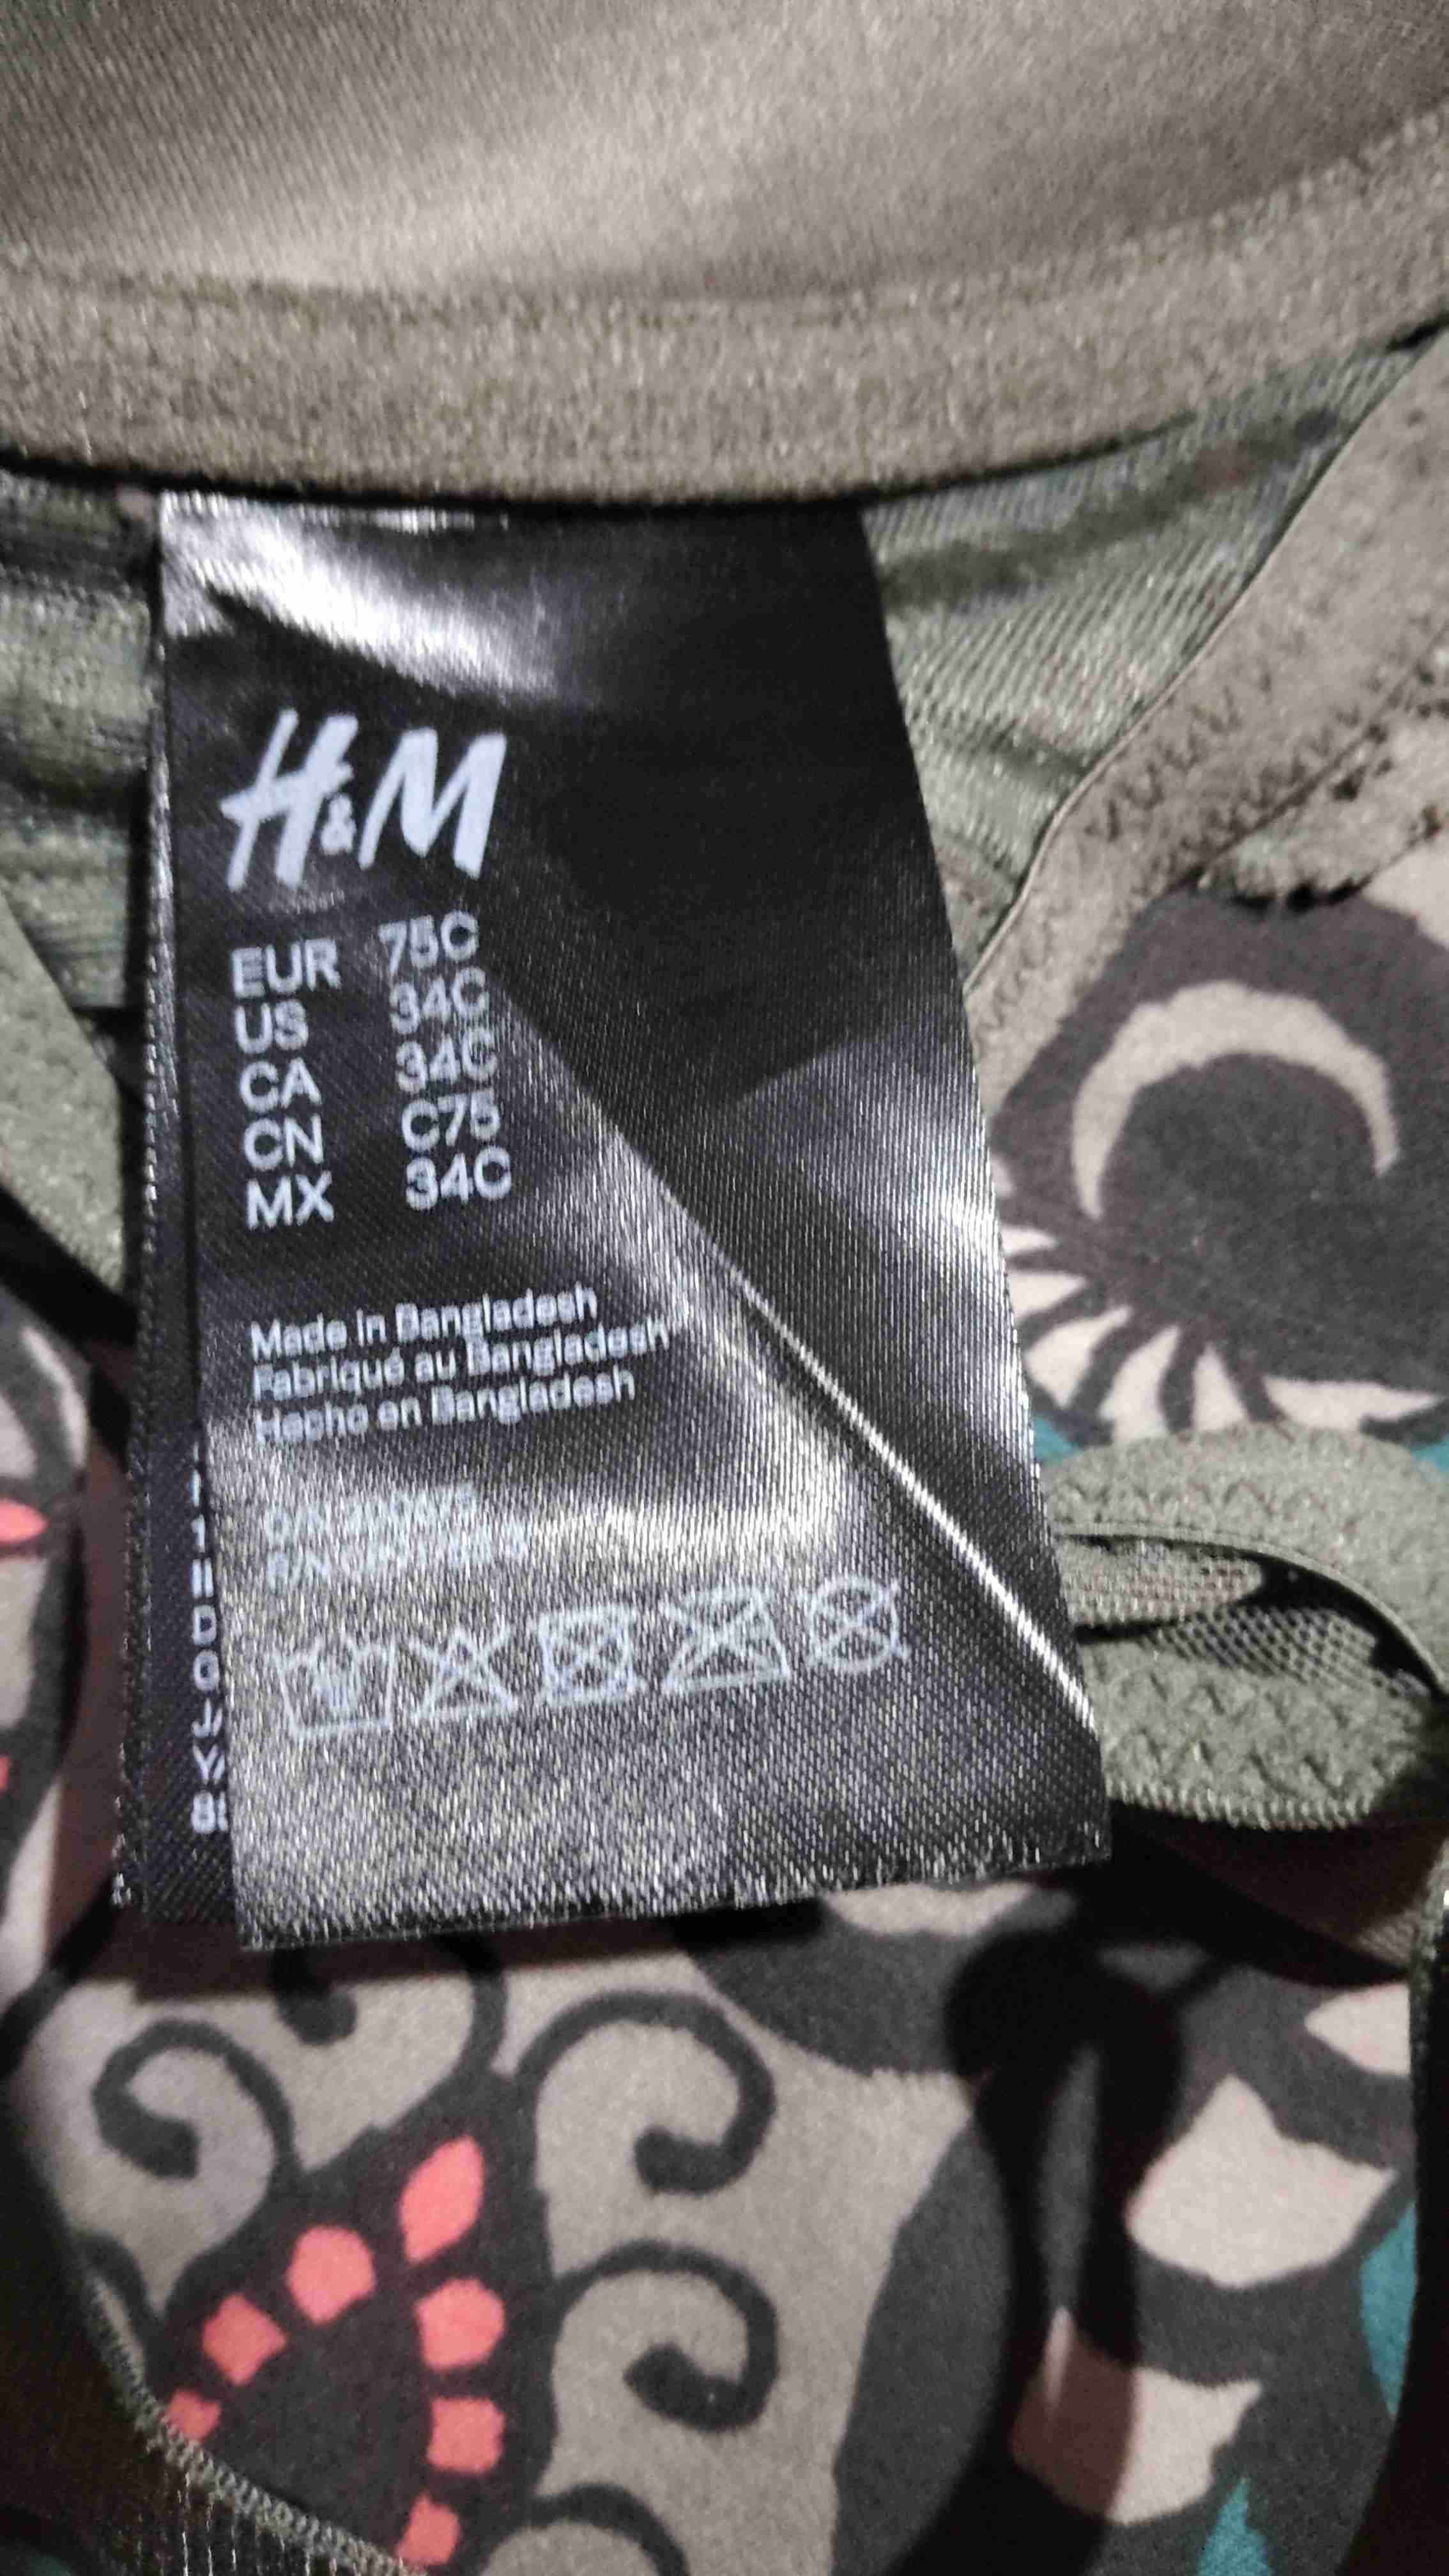 H&M
EUR 75C
US 34C
CA 34C
CN C75
MX 34C
Made in Bangladesh
Fabriqué au Bangladesh
Hecho en Bangladesh